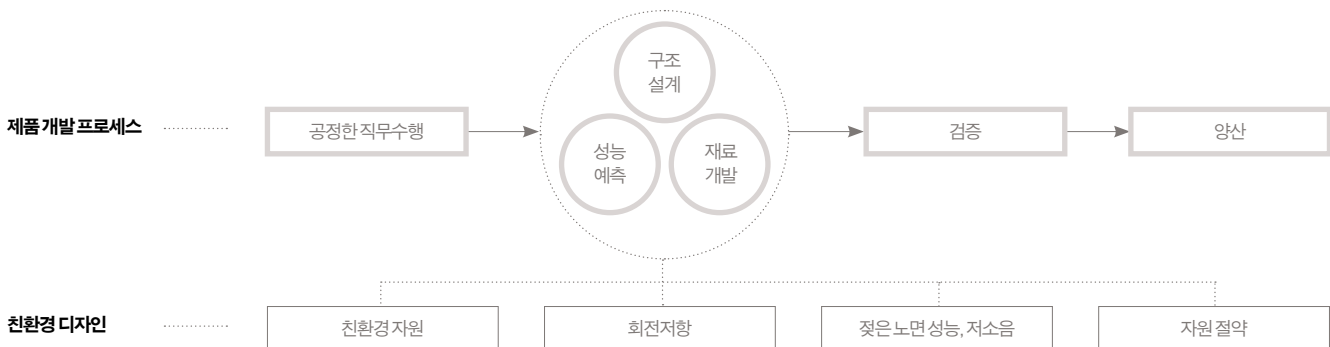 구조
설계
제품 개발 프로세스
공정한 직무수행
성능
예측
재료
개발
검증
양산
친환경 디자인
친환경 자원
회전저항
젖은 노면 성능, 저소음
자원 절약